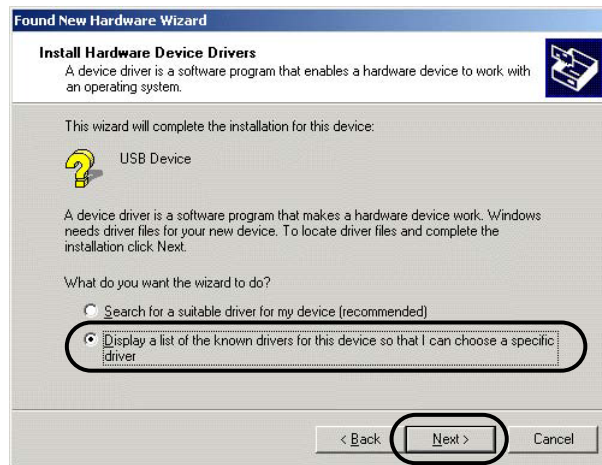 Found New Hardware Wizard
Install Hardware Device Drivers
A device driver is a software program that enables a hardware device to work with
an operating system.
This wizard will complete the installation for this device:
USB Device
A device driver is a software program that makes a hardware device work. Windows
needs driver files for your new device. To locate driver files and complete the
installation click Next.
What do you want the wizard to do?
Search for a suitable driver for my device (recommended)
Display a list of the known drivers for this device so that I can choose a specific
driver
< Back Next > Cancel